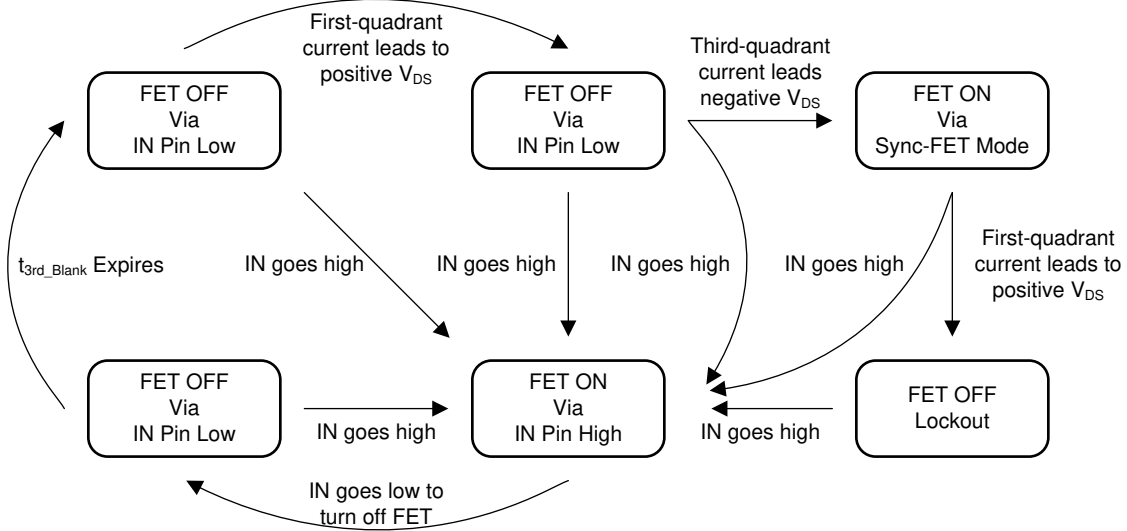 First-quadrant
current leads to
positive VDS
Third-quadrant
current leads
negative VDS
FET OFF
Via
IN Pin Low
FET OFF
Via
IN Pin Low
FET ON
Via
Sync-FET Mode
t3rd_Blank Expires
IN goes high
IN goes high
IN goes high
IN goes high
First-quadrant
current leads to
positive VDS
FET OFF
Via
IN Pin Low
IN goes high
FET ON
Via
IN Pin High
IN goes high
FET OFF
Lockout
IN goes low to
turn off FET